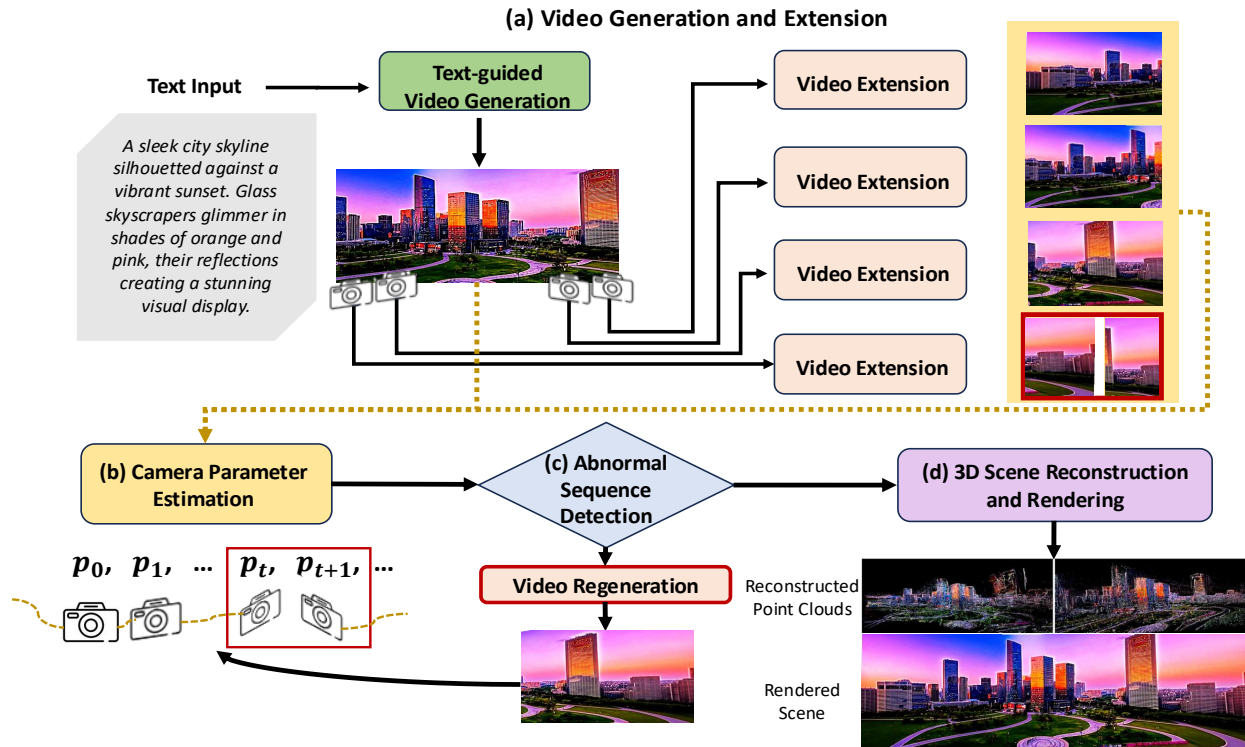 (a) Video Generation and Extension
Text Input
Text-guided
Video Generation
A sleek city skyline
silhouetted against a
vibrant sunset. Glass
skyscrapers glimmer in
shades of orange and
pink, their reflections
creating a stunning
visual display.
Video Extension
Video Extension
Video Extension
Video Extension
(b) Camera Parameter
Estimation
(c) Abnormal
Sequence
Detection
(d) 3D Scene Reconstruction
and Rendering
p₀, p₁, ... pₜ, pₜ₊₁, ...
Video Regeneration
Reconstructed
Point Clouds
Rendered
Scene